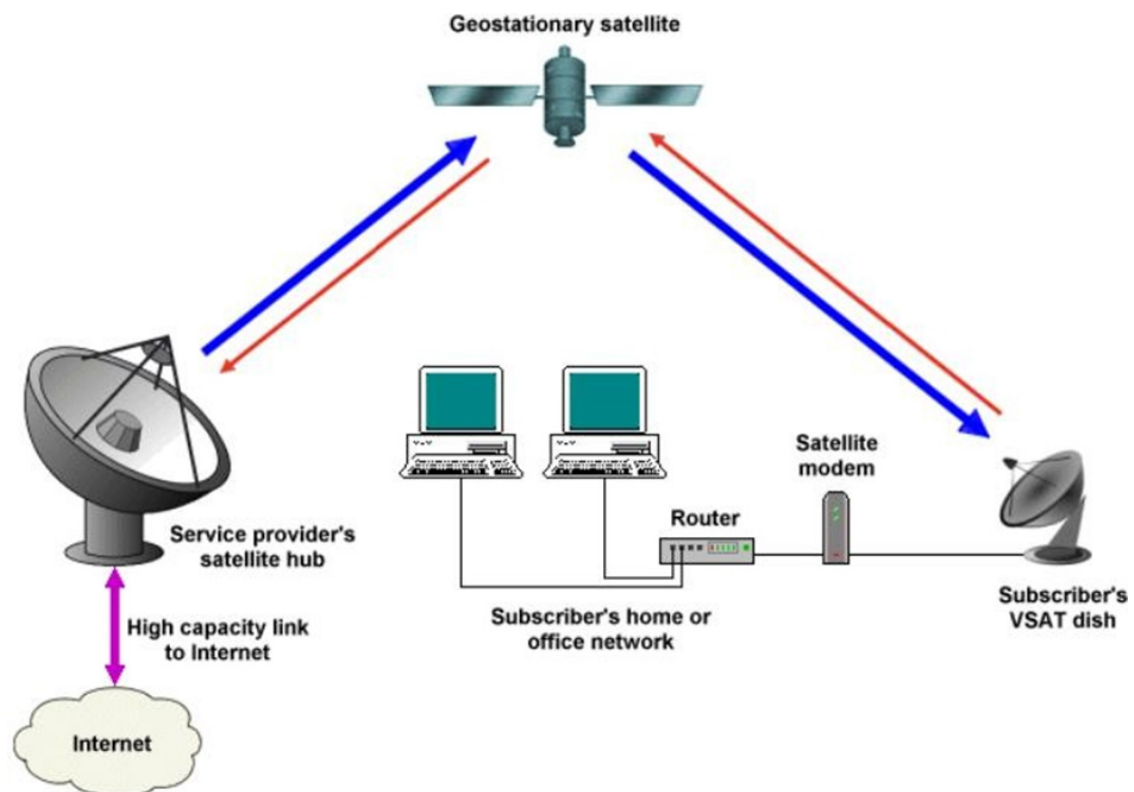 Geostationary satellite
Satellite
modem
Router
Service provider's
satellite hub
Subscriber's
VSAT dish
Subscriber's home or
office network
High capacity link
to Internet
Internet